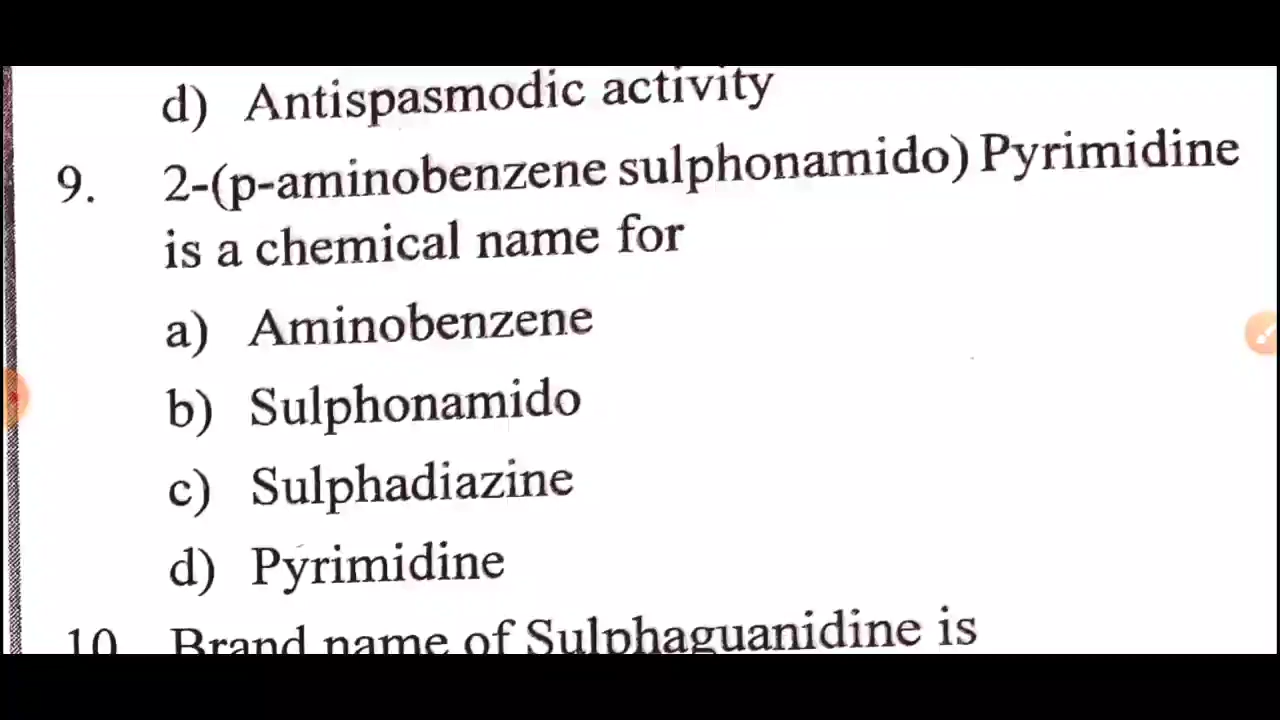 d) Antispasmodic activity
9. 2-(p-aminobenzene sulphonamido) Pyrimidine
is a chemical name for
a) Aminobenzene
b) Sulphonamido
c) Sulphadiazine
d) Pyrimidine
10 Brand name of Sulphaguanidine is